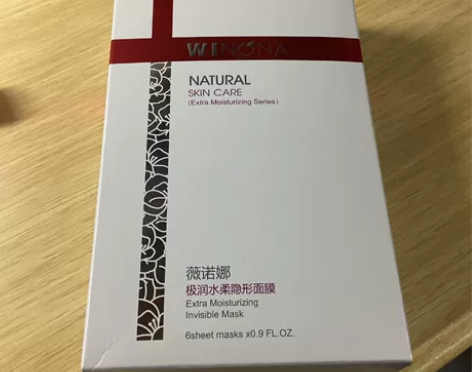 WINONA
NATURAL
SKIN CARE
(Extra Moisturizing Series)
薇诺娜
极润水柔隐形面膜
Extra Moisturizing
Invisible Mask
6sheet masks x0.9 FL.OZ.